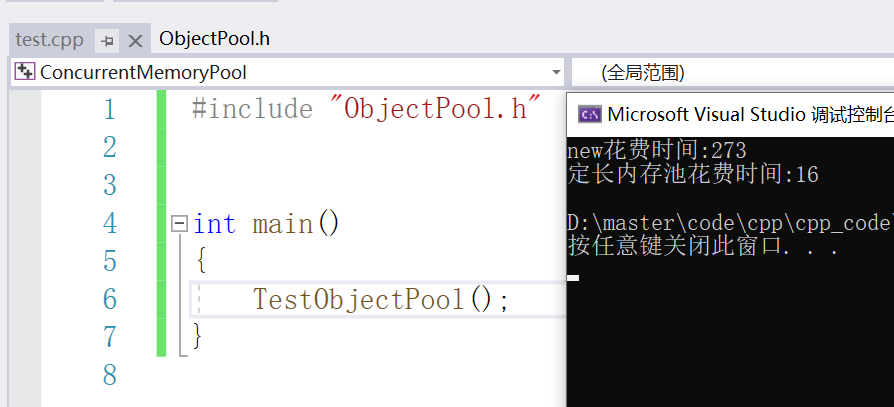 test.cpp
ObjectPool.h
ConcurrentMemoryPool
(全局范围)
1 #include "ObjectPool.h"
2
3
4 int main()
5 {
6 TestObjectPool();
7 }
8
Microsoft Visual Studio 调试控制台
new花费时间:273
定长内存池花费时间:16
D:\master\code\cpp\cpp_code\
按任意键关闭此窗口. . .